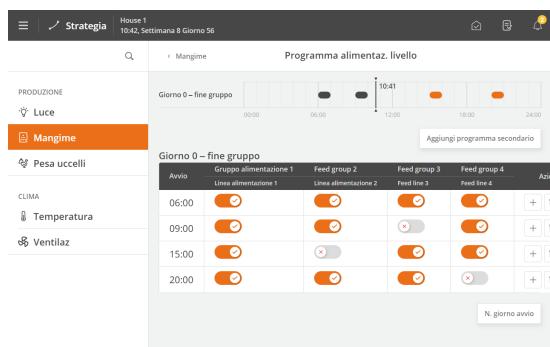 Strategia
House 1
10:42, Settimana 8 Giorno 56
2
‹ Mangime
Programma alimentaz. livello
PRODUZIONE
Luce
Mangime
Pesa uccelli
CLIMA
Temperatura
Ventilaz
Giorno 0 – fine gruppo
10:41
00:00 06:00 12:00 18:00 24:00
Aggiungi programma secondario
Giorno 0 – fine gruppo
Avvio Gruppo alimentazione 1 Feed group 2 Feed group 3 Feed group 4 Azi
Linea alimentazione 1 Linea alimentazione 2 Feed line 3 Feed line 4
06:00
09:00
15:00
20:00
N. giorno avvio